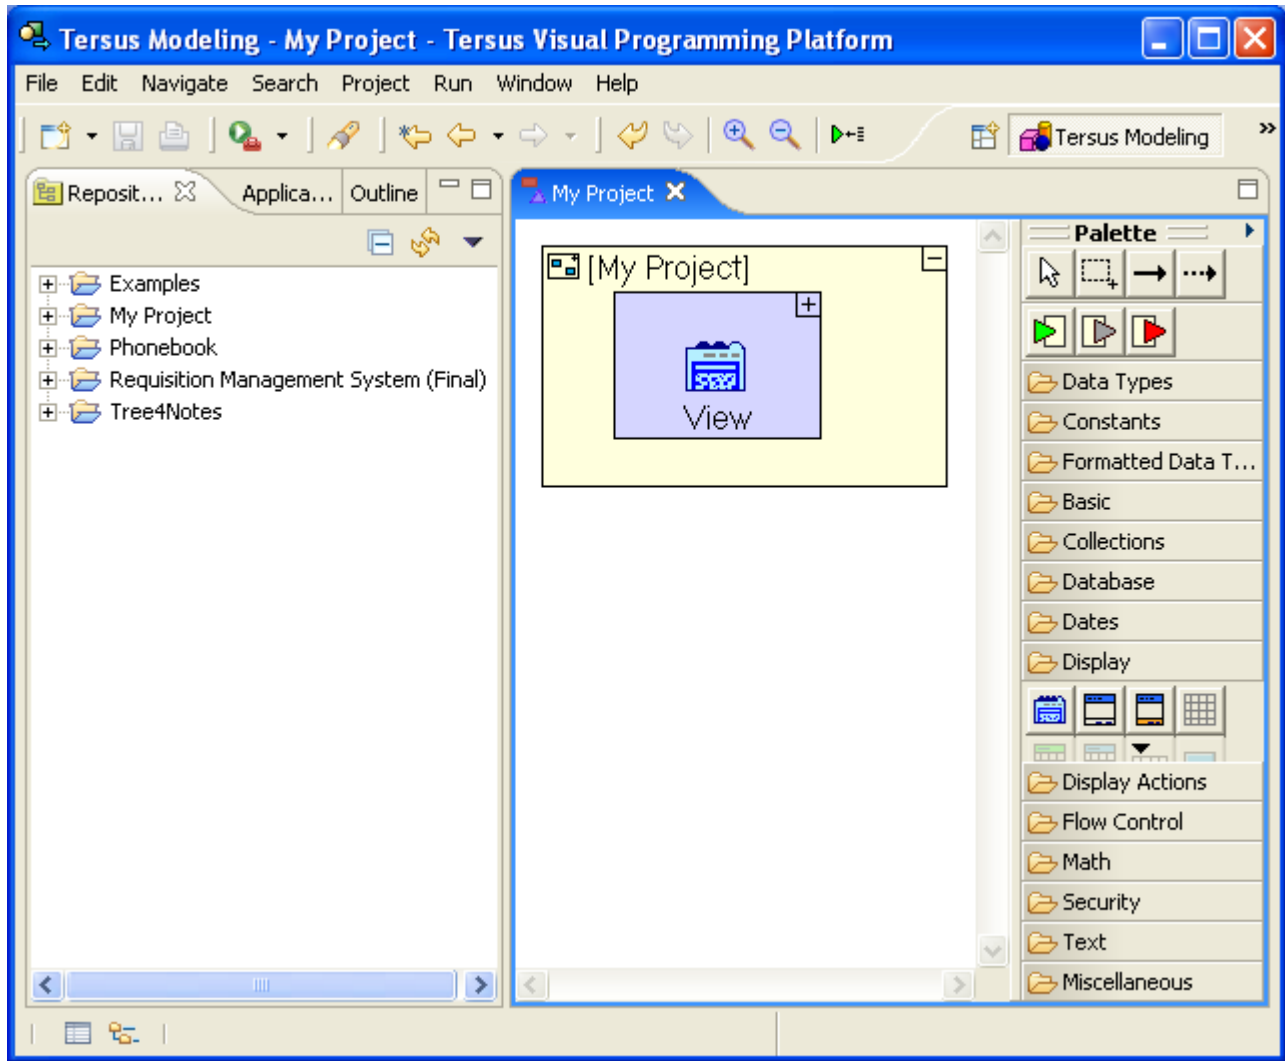 Tersus Modeling - My Project - Tersus Visual Programming Platform
File Edit Navigate Search Project Run Window Help
Tersus Modeling
Reposit... Applica... Outline
My Project
Examples
My Project
Phonebook
Requisition Management System (Final)
Tree4Notes
[My Project]
View
Palette
Data Types
Constants
Formatted Data T...
Basic
Collections
Database
Dates
Display
Display Actions
Flow Control
Math
Security
Text
Miscellaneous